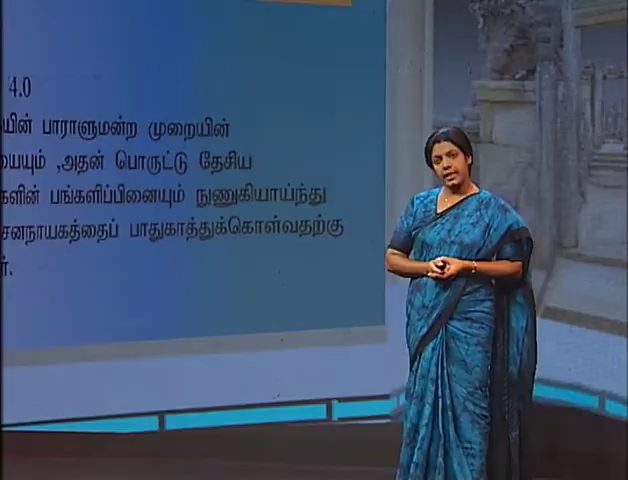 4.0
யின் பாராளுமன்ற முறையின்
யையும் ,அதன் பொருட்டு தேசிய
களின் பங்களிப்பினையும் நுணுகியாய்ந்து
சனநாயகத்தைப் பாதுகாத்துக்கொள்வதற்கு
ர்.